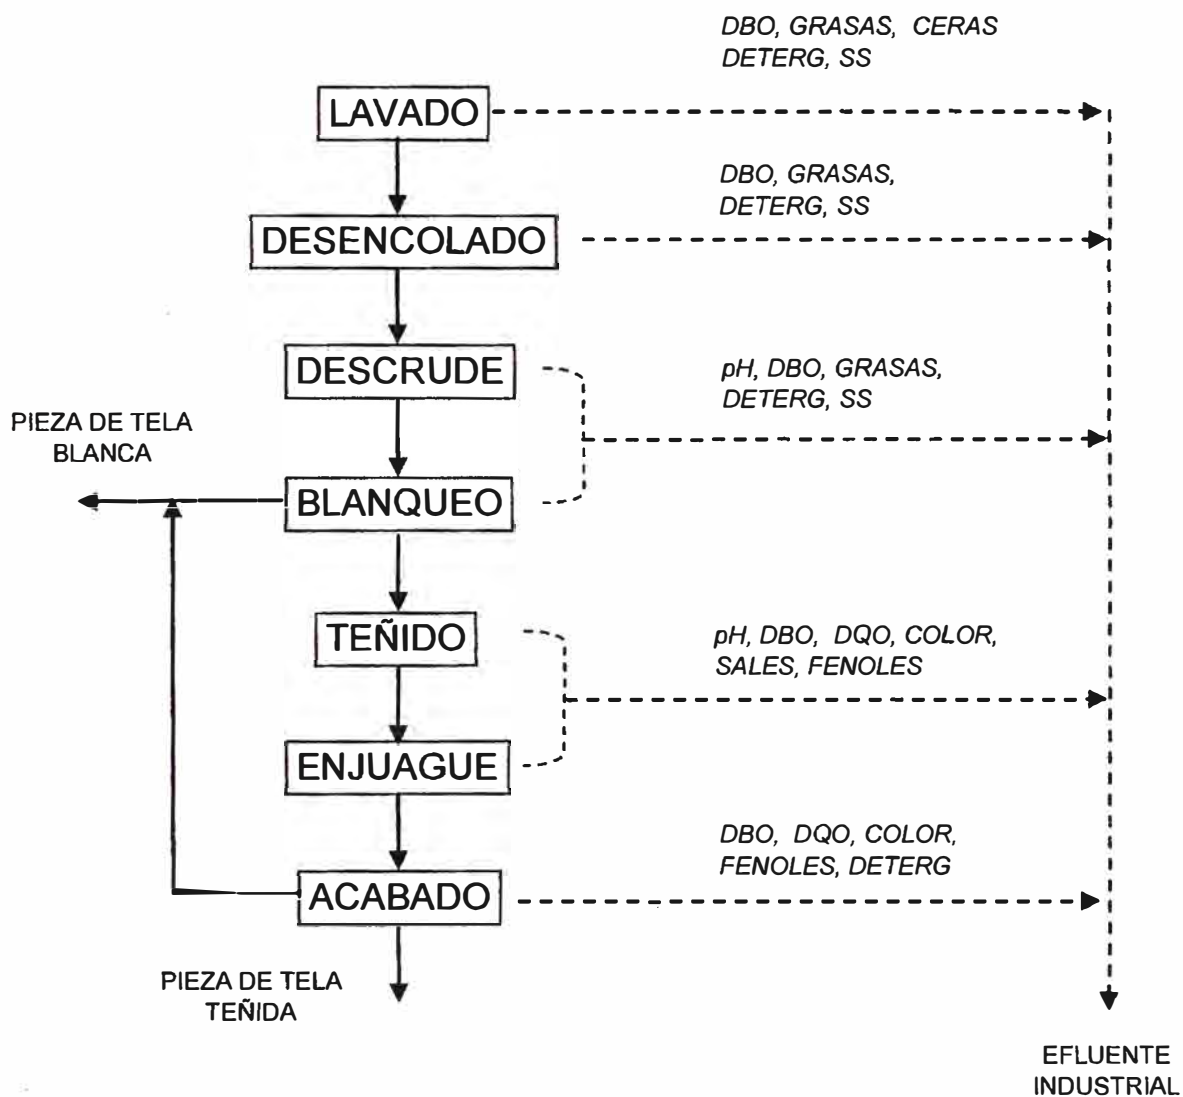 DBO, GRASAS, CERAS
DETERG, SS
LAVADO
DBO, GRASAS,
DETERG, SS
DESENCOLADO
DESCRUDE
pH, DBO, GRASAS,
DETERG, SS
PIEZA DE TELA
BLANCA
BLANQUEO
TEÑIDO
pH, DBO, DQO, COLOR,
SALES, FENOLES
ENJUAGUE
DBO, DQO, COLOR,
FENOLES, DETERG
ACABADO
PIEZA DE TELA
TEÑIDA
EFLUENTE
INDUSTRIAL